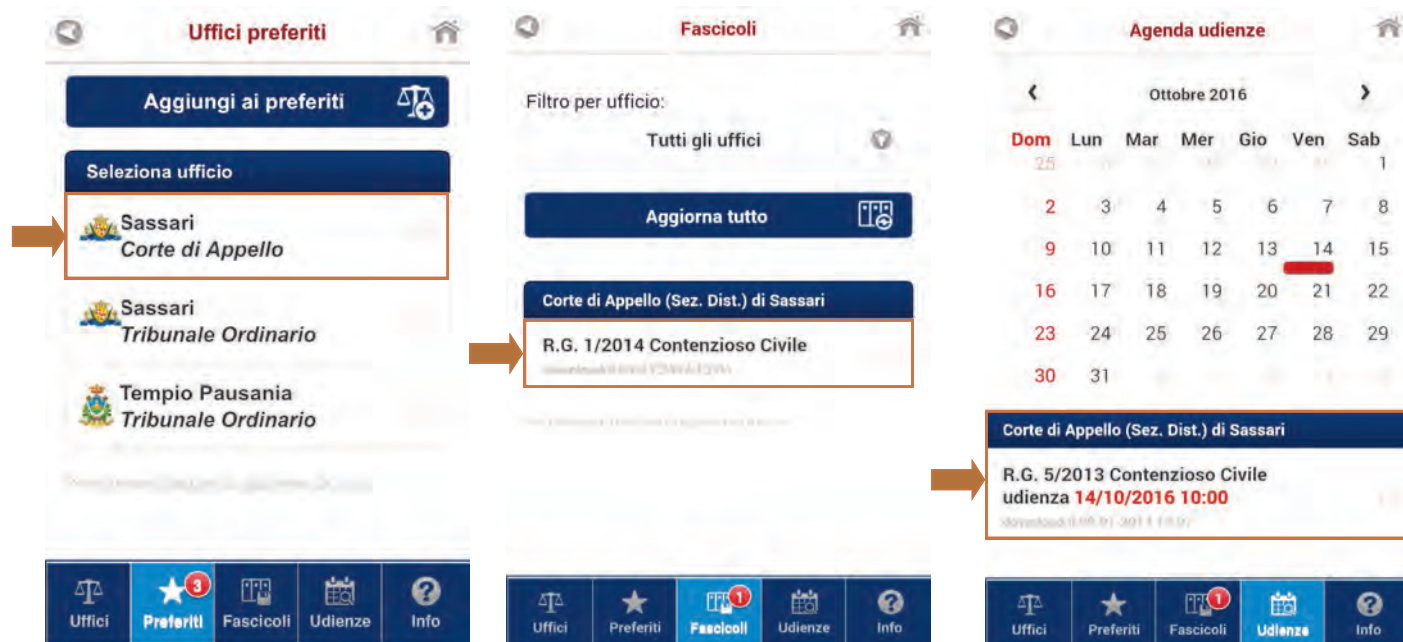 Uffici preferiti
Aggiungi ai preferiti
Seleziona ufficio
Sassari
Corte di Appello
Sassari
Tribunale Ordinario
Tempio Pausania
Tribunale Ordinario
3
Uffici Preferiti Fascicoli Udienze Info
Fascicoli
Filtro per ufficio:
Tutti gli uffici
Aggiorna tutto
Corte di Appello (Sez. Dist.) di Sassari
R.G. 1/2014 Contenzioso Civile
1
Uffici Preferiti Fascicoli Udienze Info
Agenda udienze
Ottobre 2016
Dom Lun Mar Mer Gio Ven Sab
25 1
2 3 4 5 6 7 8
9 10 11 12 13 14 15
16 17 18 19 20 21 22
23 24 25 26 27 28 29
30 31
Corte di Appello (Sez. Dist.) di Sassari
R.G. 5/2013 Contenzioso Civile
udienza 14/10/2016 10:00
1
Uffici Preferiti Fascicoli Udienze Info